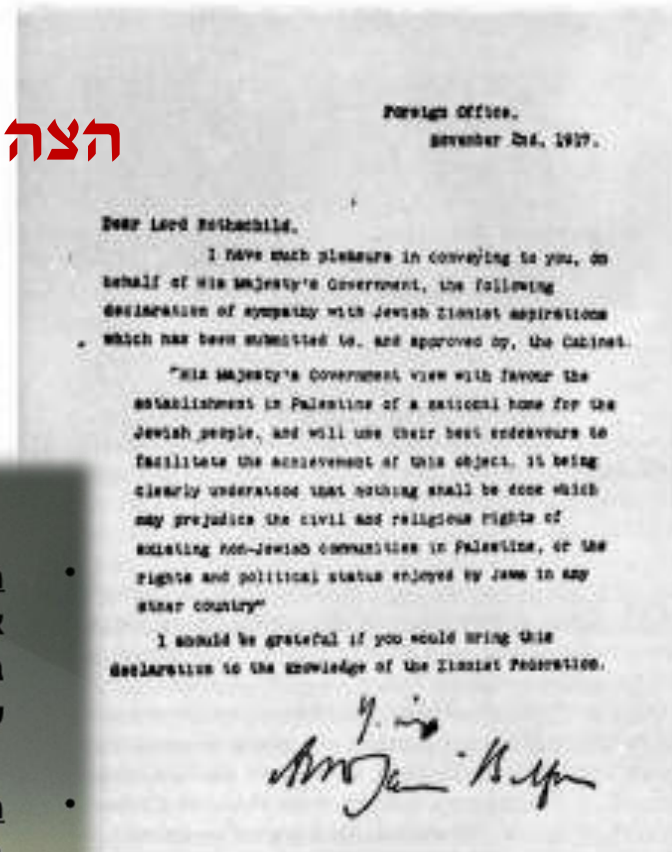 הצה
Foreign Office,
November 2nd, 1917.
Dear Lord Rothschild,
I have much pleasure in conveying to you, on
behalf of His Majesty's Government, the following
declaration of sympathy with Jewish Zionist aspirations
which has been submitted to, and approved by, the Cabinet.
"His Majesty's Government view with favour the
establishment in Palestine of a national home for the
Jewish people, and will use their best endeavours to
facilitate the achievement of this object, it being
clearly understood that nothing shall be done which
may prejudice the civil and religious rights of
existing non-Jewish communities in Palestine, or the
rights and political status enjoyed by Jews in any
other country"
I should be grateful if you would bring this
declaration to the knowledge of the Zionist Federation.